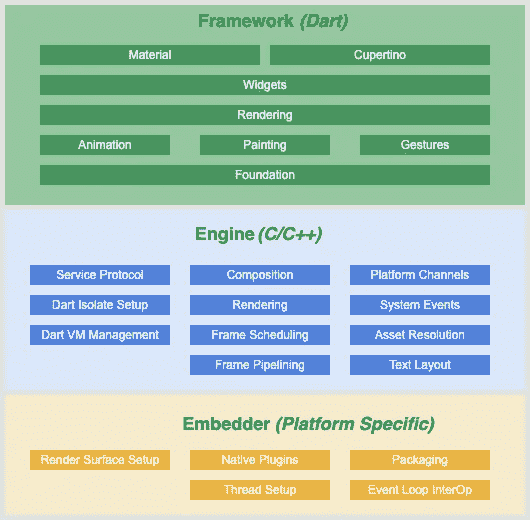 Framework (Dart)
Material Cupertino
Widgets
Rendering
Animation Painting Gestures
Foundation
Engine (C/C++)
Service Protocol Composition Platform Channels
Dart Isolate Setup Rendering System Events
Dart VM Management Frame Scheduling Asset Resolution
Frame Pipelining Text Layout
Embedder (Platform Specific)
Render Surface Setup Native Plugins Packaging
Thread Setup Event Loop InterOp